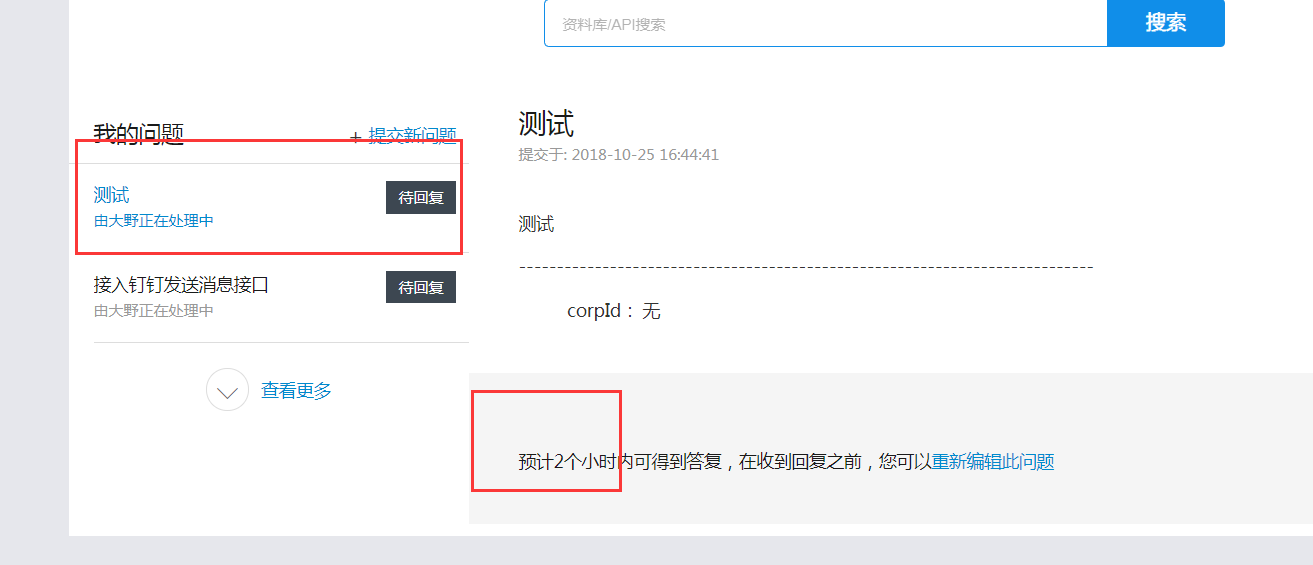 资料库/API搜索
搜索
我的问题
+ 提交新问题
测试
待回复
由大野正在处理中
接入钉钉发送消息接口
待回复
由大野正在处理中
查看更多
测试
提交于: 2018-10-25 16:44:41
测试
----------------------------------------------------------------------------
corpId： 无
预计2个小时内可得到答复，在收到回复之前，您可以重新编辑此问题